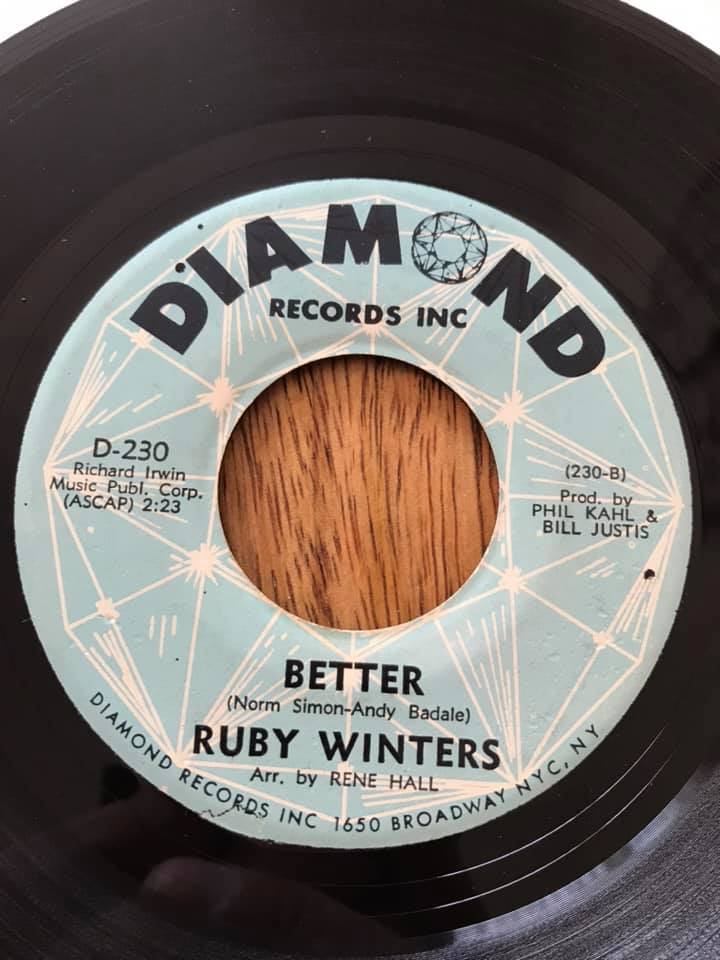 DIAMOND
RECORDS INC
D-230
Richard Irwin
Music Publ. Corp.
(ASCAP) 2:23
(230-B)
Prod. by
PHIL KAHL &
BILL JUSTIS
BETTER
(Norm Simon-Andy Badale)
RUBY WINTERS
Arr. by RENE HALL
DIAMOND RECORDS INC 1650 BROADWAY NYC, NY